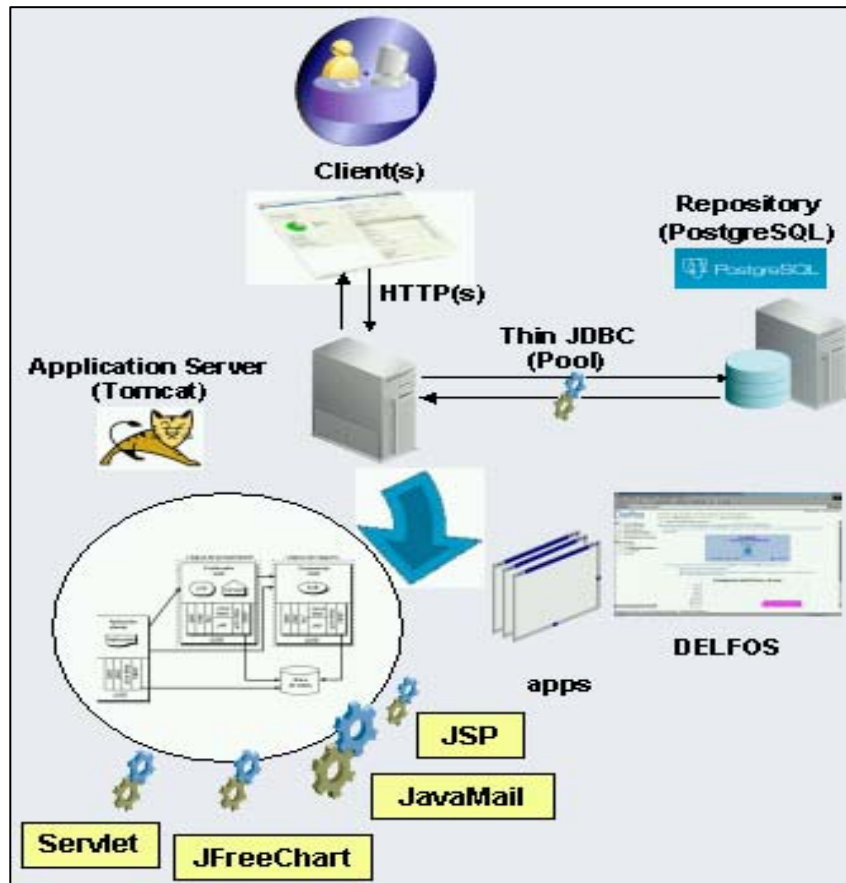 Client(s)
Repository
(PostgreSQL)
PostgreSQL
HTTP(s)
Thin JDBC
(Pool)
Application Server
(Tomcat)
DELFOS
apps
JSP
JavaMail
Servlet
JFreeChart